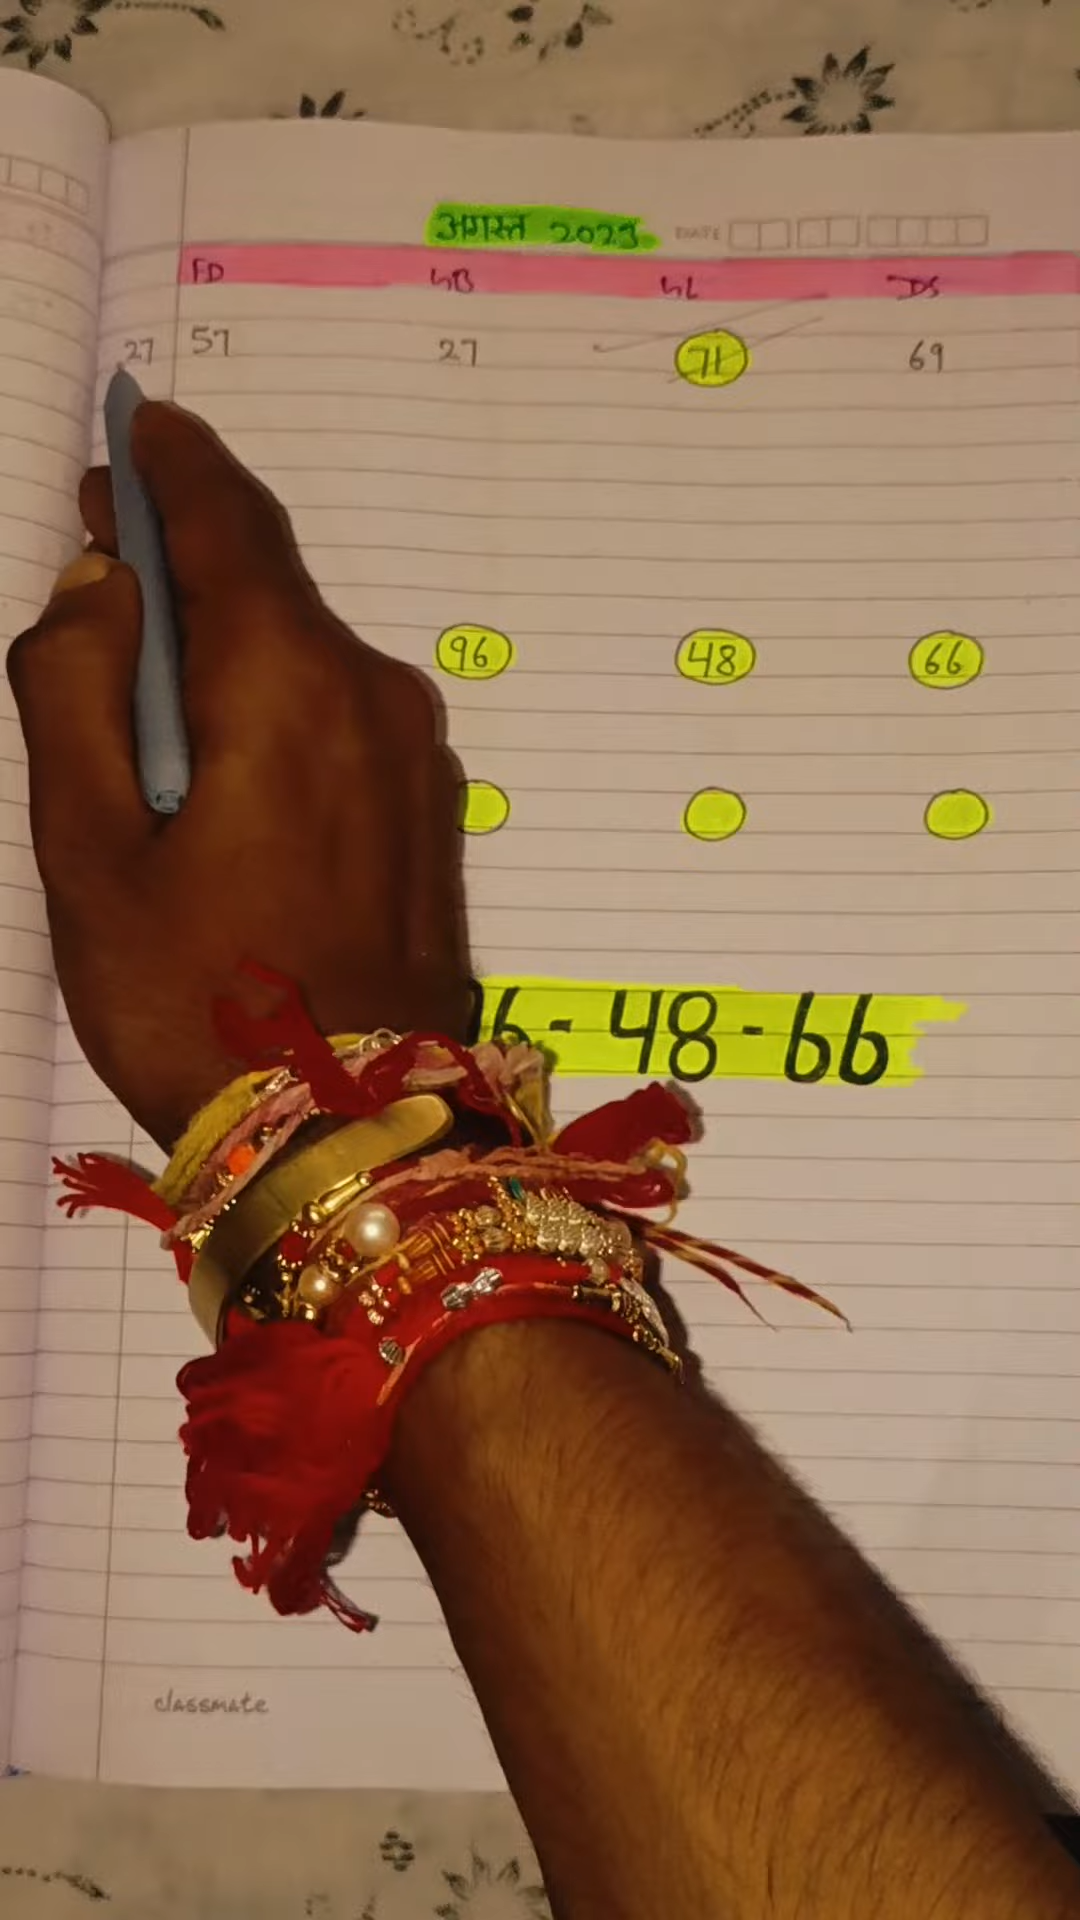 अगस्त 2023 DATE
FD GB GL DS
27 57 27 71 69
96 48 66
6 - 48 - 66
classmate